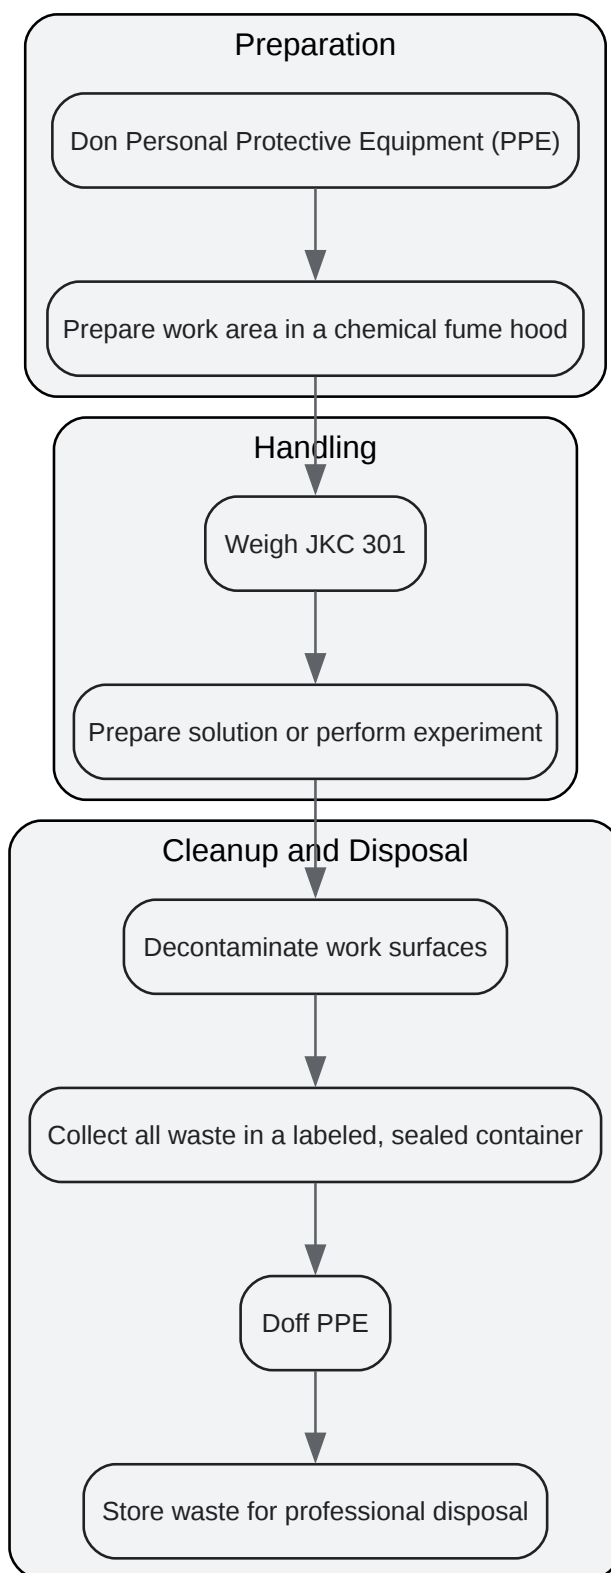 Preparation
Don Personal Protective Equipment (PPE)
Prepare work area in a chemical fume hood
Handling
Weigh JKC 301
Prepare solution or perform experiment
Cleanup and Disposal
Decontaminate work surfaces
Collect all waste in a labeled, sealed container
Doff PPE
Store waste for professional disposal